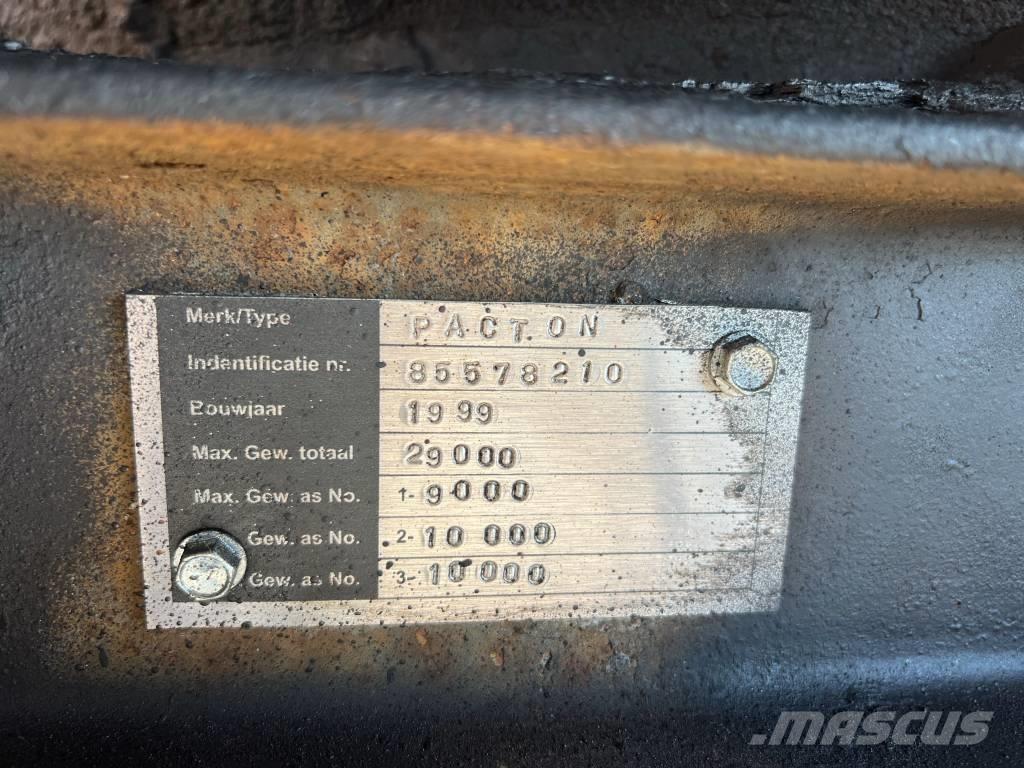 Merk/Type PACTON
Indentificatie nr. 85578210
Bouwjaar 1999
Max. Gew. totaal 29000
Max. Gew. as No. 1- 9000
Gew. as No. 2- 10 000
Gew. as No. 3- 10000
MASCUS